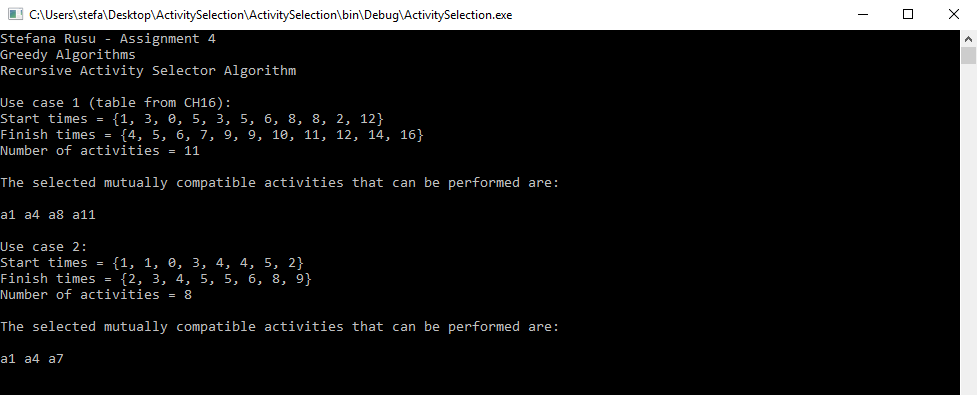 C:\Users\stefa\Desktop\ActivitySelection\ActivitySelection\bin\Debug\ActivitySelection.exe
Stefana Rusu - Assignment 4
Greedy Algorithms
Recursive Activity Selector Algorithm
Use case 1 (table from CH16):
Start times = {1, 3, 0, 5, 3, 5, 6, 8, 8, 2, 12}
Finish times = {4, 5, 6, 7, 9, 9, 10, 11, 12, 14, 16}
Number of activities = 11
The selected mutually compatible activities that can be performed are:
a1 a4 a8 a11
Use case 2:
Start times = {1, 1, 0, 3, 4, 4, 5, 2}
Finish times = {2, 3, 4, 5, 5, 6, 8, 9}
Number of activities = 8
The selected mutually compatible activities that can be performed are:
a1 a4 a7